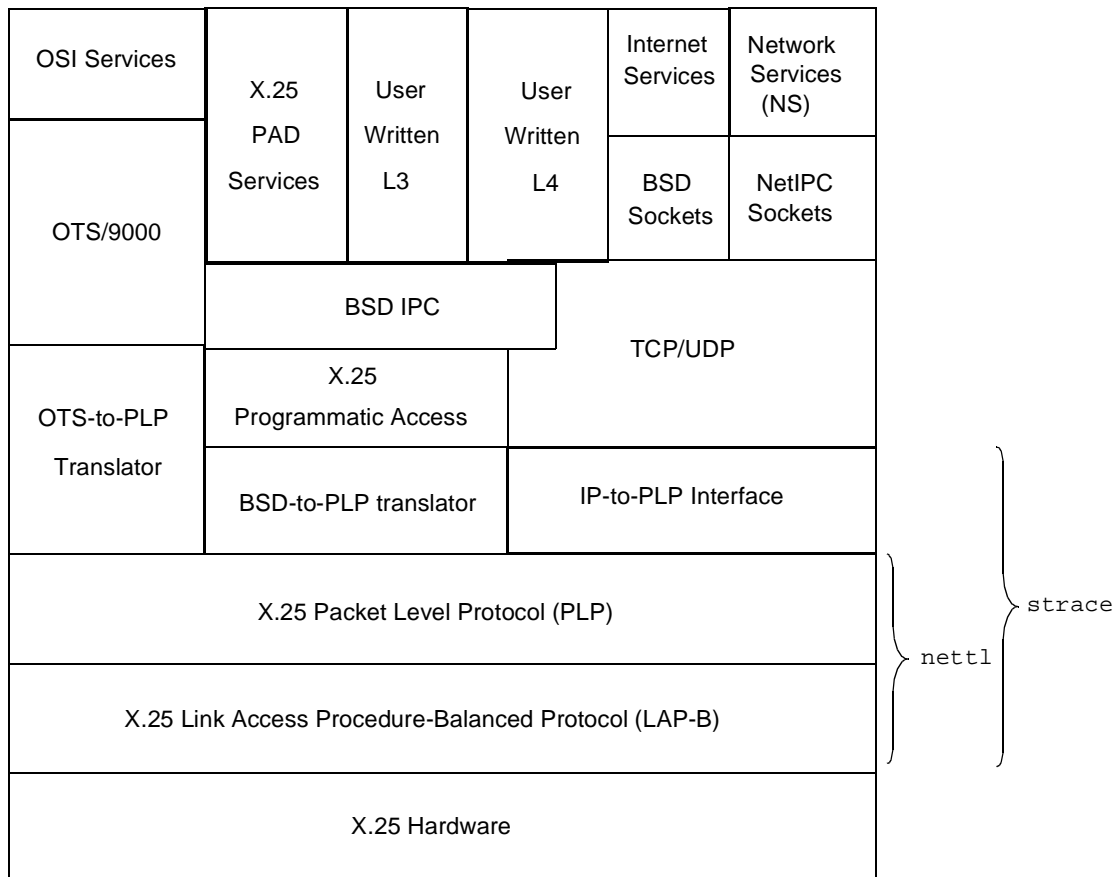 OSI Services
X.25
PAD
Services
User
Written
L3
User
Written
L4
Internet
Services
Network
Services
(NS)
BSD
Sockets
NetIPC
Sockets
OTS/9000
BSD IPC
TCP/UDP
X.25
Programmatic Access
OTS-to-PLP
Translator
BSD-to-PLP translator
IP-to-PLP Interface
X.25 Packet Level Protocol (PLP)
strace
nettl
X.25 Link Access Procedure-Balanced Protocol (LAP-B)
X.25 Hardware